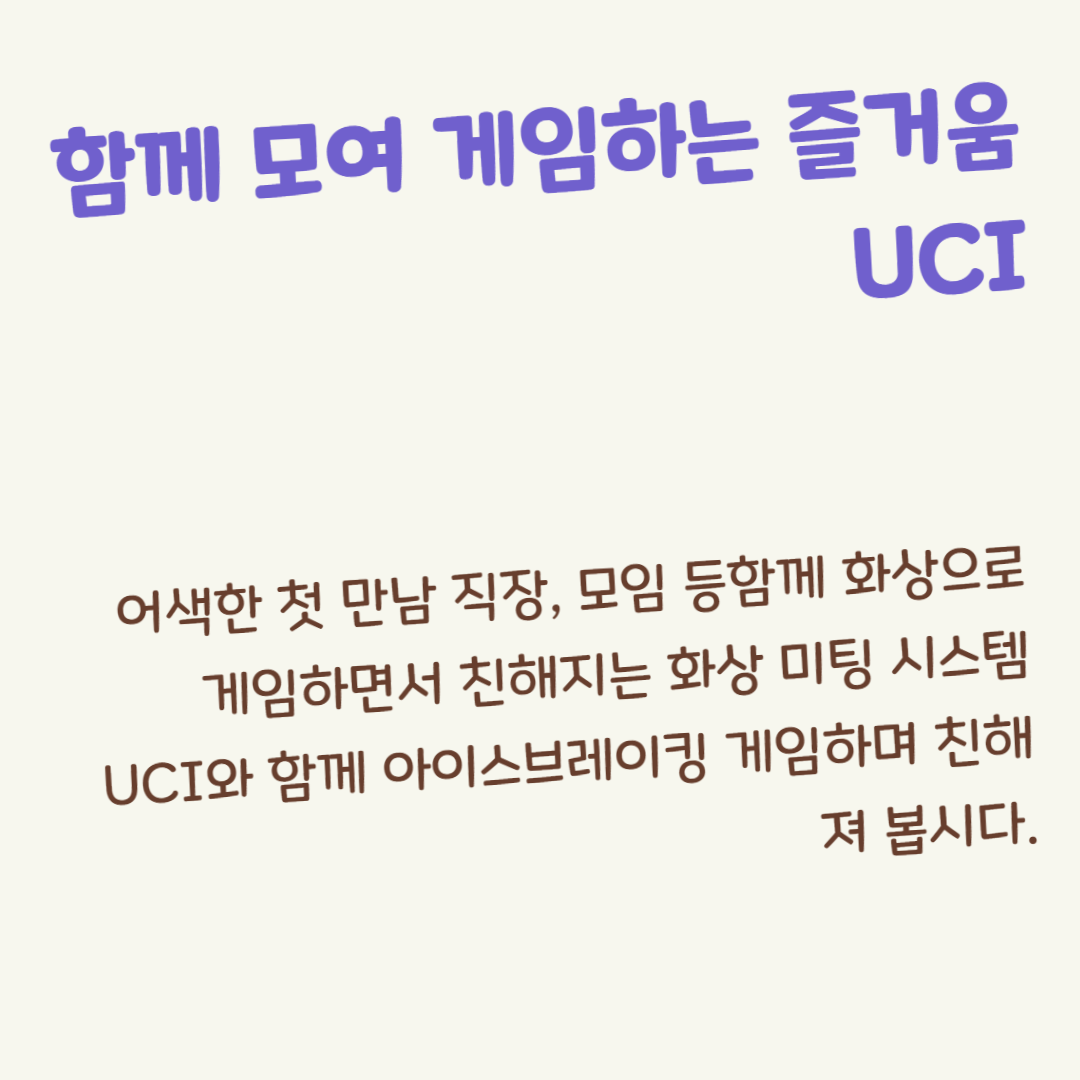 함께 모여 게임하는 즐거움
UCI
어색한 첫 만남 직장, 모임 등함께 화상으로
게임하면서 친해지는 화상 미팅 시스템
UCI와 함께 아이스브레이킹 게임하며 친해
져 봅시다.